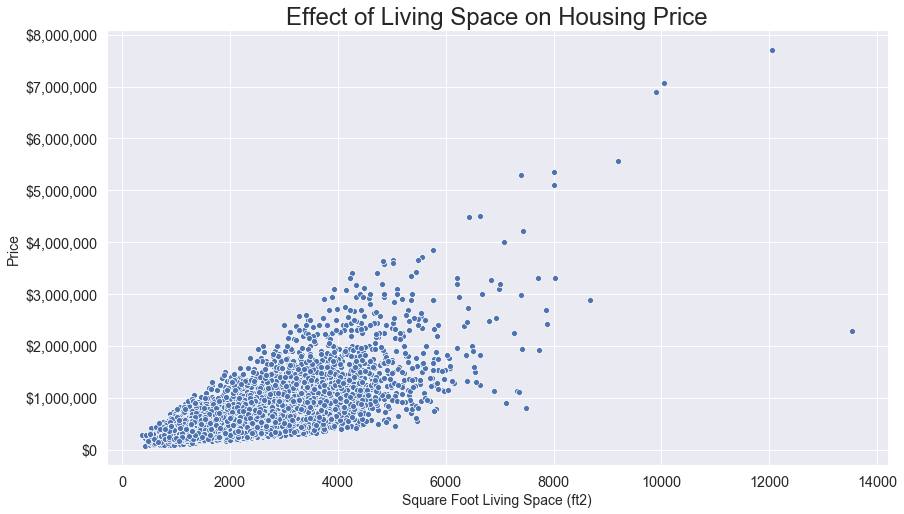 Effect of Living Space on Housing Price
$8,000,000
$7,000,000
$6,000,000
$5,000,000
$4,000,000
$3,000,000
$2,000,000
$1,000,000
$0
Price
0 2000 4000 6000 8000 10000 12000 14000
Square Foot Living Space (ft2)